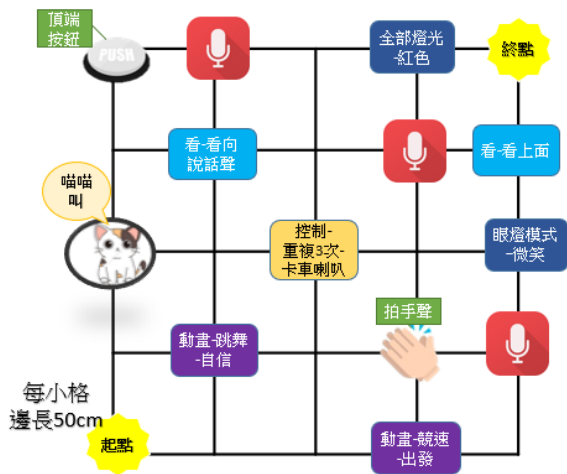 頂端
按鈕
PUSH
全部燈光
-紅色
終點
看-看向
說話聲
看-看上面
喵喵
叫
控制-
重複3次-
卡車喇叭
眼燈模式
-微笑
拍手聲
動畫-跳舞
-自信
每小格
邊長50cm
起點
動畫-競速
-出發